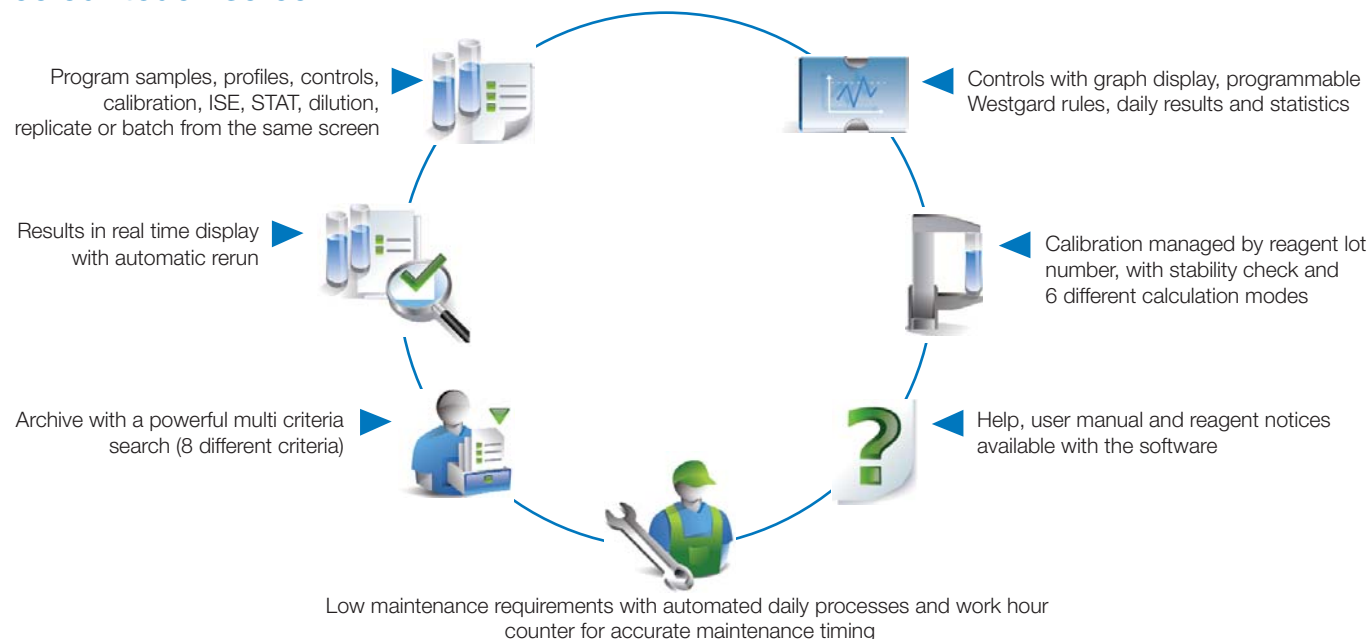 Program samples, profiles, controls,
calibration, ISE, STAT, dilution,
replicate or batch from the same screen
Controls with graph display, programmable
Westgard rules, daily results and statistics
Results in real time display
with automatic rerun
Calibration managed by reagent lot
number, with stability check and
6 different calculation modes
Archive with a powerful multi criteria
search (8 different criteria)
Help, user manual and reagent notices
available with the software
Low maintenance requirements with automated daily processes and work hour
counter for accurate maintenance timing